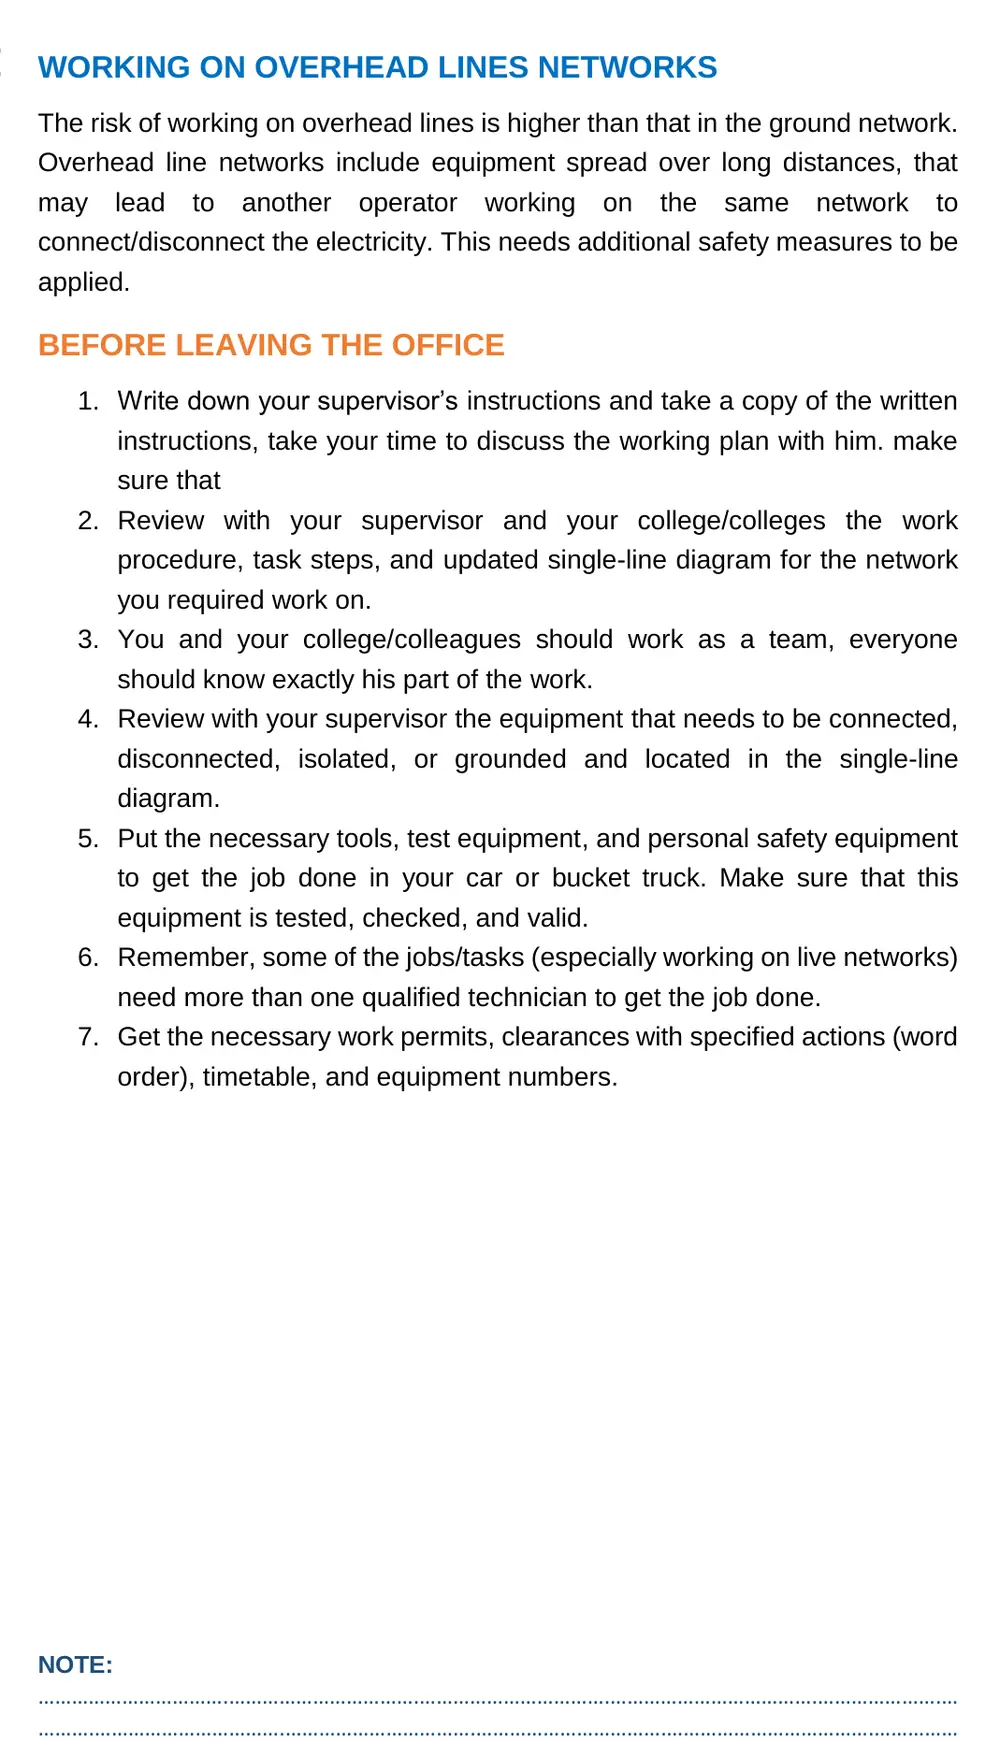 WORKING ON OVERHEAD LINES NETWORKS
The risk of working on overhead lines is higher than that in the ground network.
Overhead line networks include equipment spread over long distances, that
may lead to another operator working on the same network to
connect/disconnect the electricity. This needs additional safety measures to be
applied.
BEFORE LEAVING THE OFFICE
1. Write down your supervisor’s instructions and take a copy of the written
instructions, take your time to discuss the working plan with him. make
sure that
2. Review with your supervisor and your college/colleges the work
procedure, task steps, and updated single-line diagram for the network
you required work on.
3. You and your college/colleagues should work as a team, everyone
should know exactly his part of the work.
4. Review with your supervisor the equipment that needs to be connected,
disconnected, isolated, or grounded and located in the single-line
diagram.
5. Put the necessary tools, test equipment, and personal safety equipment
to get the job done in your car or bucket truck. Make sure that this
equipment is tested, checked, and valid.
6. Remember, some of the jobs/tasks (especially working on live networks)
need more than one qualified technician to get the job done.
7. Get the necessary work permits, clearances with specified actions (word
order), timetable, and equipment numbers.
NOTE: